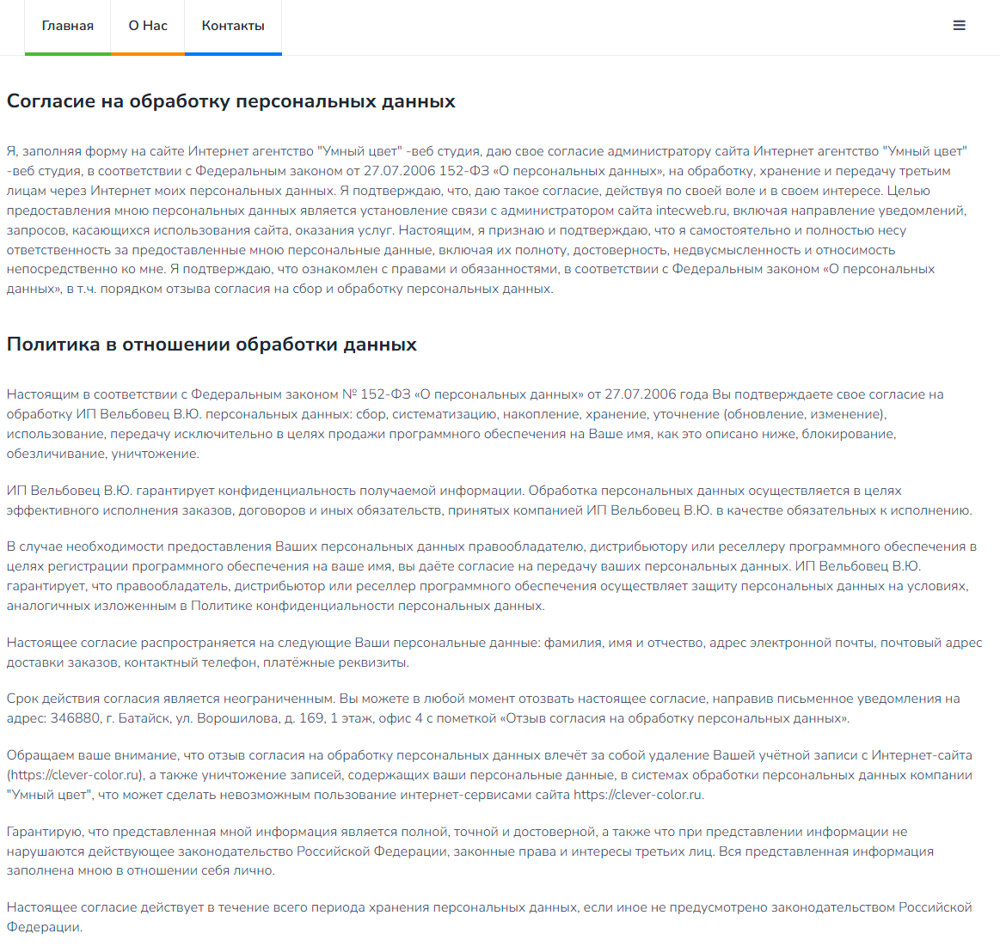 Главная
О Нас
Контакты
Согласие на обработку персональных данных
Я, заполняя форму на сайте Интернет агентство "Умный цвет" -веб студия, даю свое согласие администратору сайта Интернет агентство "Умный цвет"
-веб студия, в соответствии с Федеральным законом от 27.07.2006 152-ФЗ «О персональных данных», на обработку, хранение и передачу третьим
лицам через Интернет моих персональных данных. Я подтверждаю, что, даю такое согласие, действуя по своей воле и в своем интересе. Целью
предоставления мною персональных данных является установление связи с администратором сайта intecweb.ru, включая направление уведомлений,
запросов, касающихся использования сайта, оказания услуг. Настоящим, я признаю и подтверждаю, что я самостоятельно и полностью несу
ответственность за предоставленные мною персональные данные, включая их полноту, достоверность, недвусмысленность и относимость
непосредственно ко мне. Я подтверждаю, что ознакомлен с правами и обязанностями, в соответствии с Федеральным законом «О персональных
данных», в т.ч. порядком отзыва согласия на сбор и обработку персональных данных.
Политика в отношении обработки данных
Настоящим в соответствии с Федеральным законом № 152-ФЗ «О персональных данных» от 27.07.2006 года Вы подтверждаете свое согласие на
обработку ИП Вельбовец В.Ю. персональных данных: сбор, систематизацию, накопление, хранение, уточнение (обновление, изменение),
использование, передачу исключительно в целях продажи программного обеспечения на Ваше имя, как это описано ниже, блокирование,
обезличивание, уничтожение.
ИП Вельбовец В.Ю. гарантирует конфиденциальность получаемой информации. Обработка персональных данных осуществляется в целях
эффективного исполнения заказов, договоров и иных обязательств, принятых компанией ИП Вельбовец В.Ю. в качестве обязательных к исполнению.
В случае необходимости предоставления Ваших персональных данных правообладателю, дистрибьютору или реселлеру программного обеспечения в
целях регистрации программного обеспечения на ваше имя, вы даёте согласие на передачу ваших персональных данных. ИП Вельбовец В.Ю.
гарантирует, что правообладатель, дистрибьютор или реселлер программного обеспечения осуществляет защиту персональных данных на условиях,
аналогичных изложенным в Политике конфиденциальности персональных данных.
Настоящее согласие распространяется на следующие Ваши персональные данные: фамилия, имя и отчество, адрес электронной почты, почтовый адрес
доставки заказов, контактный телефон, платёжные реквизиты.
Срок действия согласия является неограниченным. Вы можете в любой момент отозвать настоящее согласие, направив письменное уведомления на
адрес: 346880, г. Батайск, ул. Ворошилова, д. 169, 1 этаж, офис 4 с пометкой «Отзыв согласия на обработку персональных данных».
Обращаем ваше внимание, что отзыв согласия на обработку персональных данных влечёт за собой удаление Вашей учётной записи с Интернет-сайта
(https://clever-color.ru), а также уничтожение записей, содержащих ваши персональные данные, в системах обработки персональных данных компании
"Умный цвет", что может сделать невозможным пользование интернет-сервисами сайта https://clever-color.ru.
Гарантирую, что представленная мной информация является полной, точной и достоверной, а также что при представлении информации не
нарушаются действующее законодательство Российской Федерации, законные права и интересы третьих лиц. Вся представленная информация
заполнена мною в отношении себя лично.
Настоящее согласие действует в течение всего периода хранения персональных данных, если иное не предусмотрено законодательством Российской
Федерации.